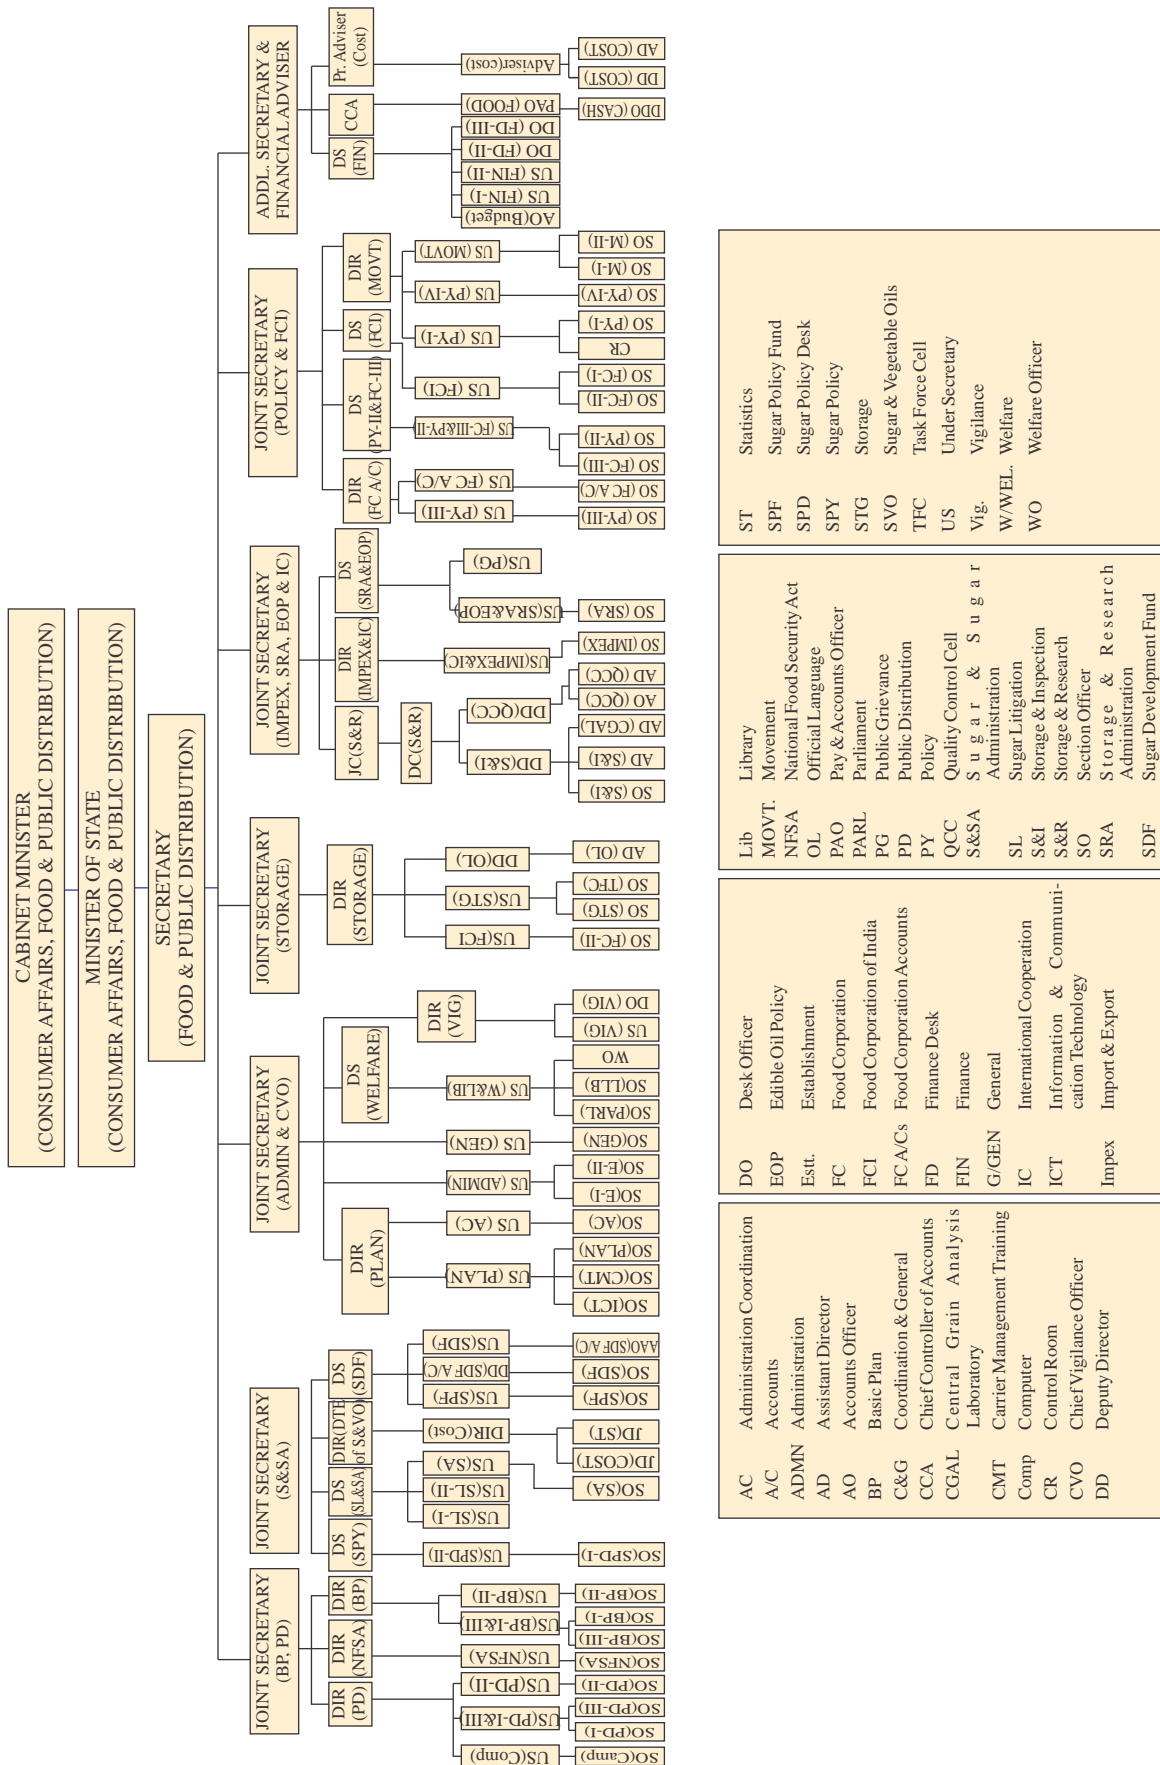 CABINET MINISTER
(CONSUMER AFFAIRS, FOOD & PUBLIC DISTRIBUTION)
MINISTER OF STATE
(CONSUMER AFFAIRS, FOOD & PUBLIC DISTRIBUTION)
SECRETARY
(FOOD & PUBLIC DISTRIBUTION)
JOINT SECRETARY
(BP, PD)
DIR
(PD)
DIR
(NFSA)
DIR
(BP)
US(Comp)
US(PD-I&III)
US(PD-II)
US(NFSA)
US(BP-I&III)
US(BP-II)
SO(Camp)
SO(PD-I)
SO(PD-III)
SO(PD-II)
SO(NFSA)
SO(BP-III)
SO(BP-I)
SO(BP-II)
JOINT SECRETARY
(S&SA)
DS
(SPY)
DS
(SL&SA)
DIR(DTE
of S&VO)
DS
(SDF)
US(SPD-II)
US(SL-I)
US(SL-II)
US(SA)
DIR(Cost)
US(SPF)
DD(SDF A/C)
US(SDF)
SO(SPD-I)
SO(SA)
JD(COST)
JD(ST)
SO(SPF)
SO(SDF)
AAO(SDF A/C)
JOINT SECRETARY
(ADMIN & CVO)
DIR
(PLAN)
DS
(WELFARE)
DIR
(VIG)
US (PLAN)
US (AC)
US (ADMIN)
US (GEN)
US (W&LIB)
SO(ICT)
SO(CMT)
SO(PLAN)
SO(AC)
SO(E-I)
SO(E-II)
SO(GEN)
SO(PARL)
SO(LLB)
WO
US (VIG)
DO (VIG)
JOINT SECRETARY
(STORAGE)
DIR
(STORAGE)
US(FCI
US(STG)
DD(OL)
SO (FC-II)
SO (STG)
SO (TFC)
AD (OL)
JOINT SECRETARY
(IMPEX, SRA, EOP & IC)
JC(S&R)
DIR
(IMPEX&IC)
DS
(SRA&EOP)
DC(S&R)
DD(S&I)
DD(QCC)
US(IMPEX&IC)
US(SRA&EOP)
US(PG)
SO (S&I)
AD (S&I)
AD (CGAL)
AO (QCC)
AD (QCC)
SO (IMPEX)
SO (SRA)
JOINT SECRETARY
(POLICY & FCI)
DIR
(FC A/C)
DS
(PY-II&FC-III)
DS
(FCI)
DIR
(MOVT)
US (PY-III)
US (FC A/C)
US (FC-III&PY-II
US (FCI)
US (PY-I)
US (PY-IV)
US (MOVT)
SO (PY-III)
SO (FC A/C)
SO (FC-III)
SO (PY-II)
SO (FC-II)
SO (FC-I)
CR
SO (PY-I)
SO (PY-IV)
SO (M-I)
SO (M-II)
ADDL. SECRETARY &
FINANCIAL ADVISER
DS
(FIN)
CCA
Pr. Adviser
(Cost)
AO(Budget)
US (FIN-I)
US (FIN-II)
DO (FD-II)
DO (FD-III)
PAO (FOOD)
Adviser(cost)
DDO (CASH)
DD (COST)
AD (COST)
AC Administration Coordination
A/C Accounts
ADMN Administration
AD Assistant Director
AO Accounts Officer
BP Basic Plan
C&G Coordination & General
CCA Chief Controller of Accounts
CGAL Central Grain Analysis
Laboratory
CMT Carrier Management Training
Comp Computer
CR Control Room
CVO Chief Vigilance Officer
DD Deputy Director
DO Desk Officer
EOP Edible Oil Policy
Estt. Establishment
FC Food Corporation
FCI Food Corporation of India
FC A/Cs Food Corporation Accounts
FD Finance Desk
FIN Finance
G/GEN General
IC International Cooperation
ICT Information & Communi-
cation Technology
Impex Import & Export
Lib Library
MOVT. Movement
NFSA National Food Security Act
OL Official Language
PAO Pay & Accounts Officer
PARL Parliament
PG Public Grievance
PD Public Distribution
PY Policy
QCC Quality Control Cell
S&SA Sugar & Sugar
Administration
SL Sugar Litigation
S&I Storage & Inspection
S&R Storage & Research
SO Section Officer
SRA Storage & Research
Administration
SDF Sugar Development Fund
ST Statistics
SPF Sugar Policy Fund
SPD Sugar Policy Desk
SPY Sugar Policy
STG Storage
SVO Sugar & Vegetable Oils
TFC Task Force Cell
US Under Secretary
Vig. Vigilance
W/WEL. Welfare
WO Welfare Officer